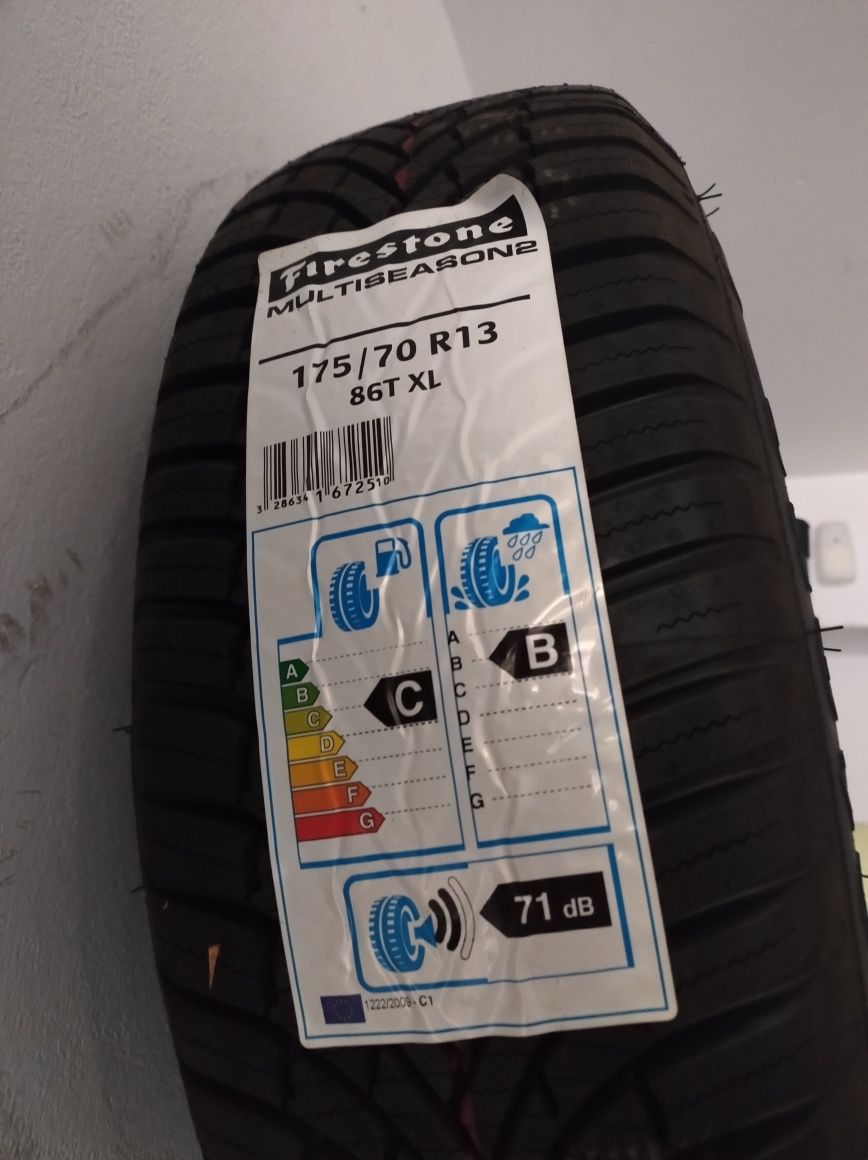 Firestone
MULTISEASON2
175/70 R13
86T XL
3 286341 672510
A
B
C
D
E
F
G
C
A
B
C
D
E
F
G
B
71 dB
1222/2009 - C1